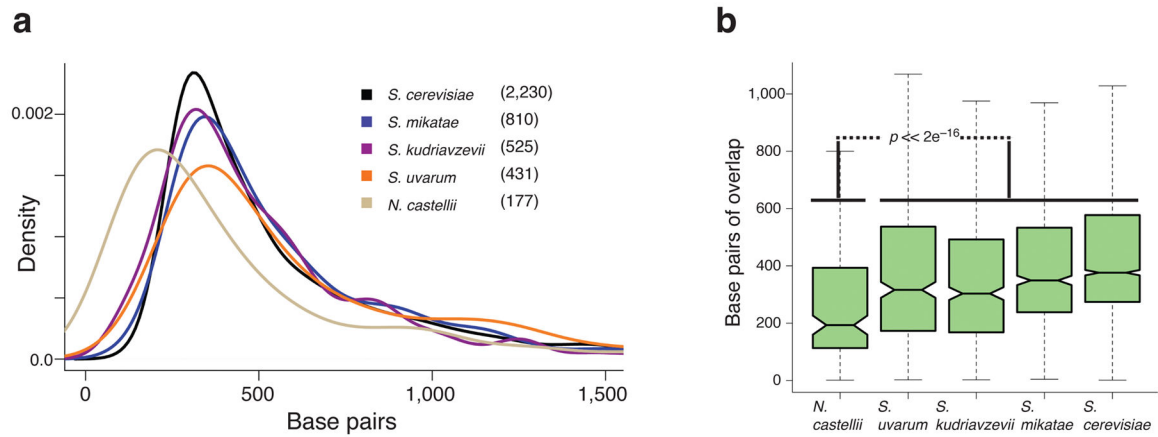 a
0.002
0.0
Density
0
500
1,000
1,500
Base pairs
S. cerevisiae (2,230)
S. mikatae (810)
S. kudriavzevii (525)
S. uvarum (431)
N. castellii (177)
b
1,000
800
600
400
200
0
Base pairs of overlap
p << 2e−16
N. castellii
S. uvarum
S. kudriavzevii
S. mikatae
S. cerevisiae